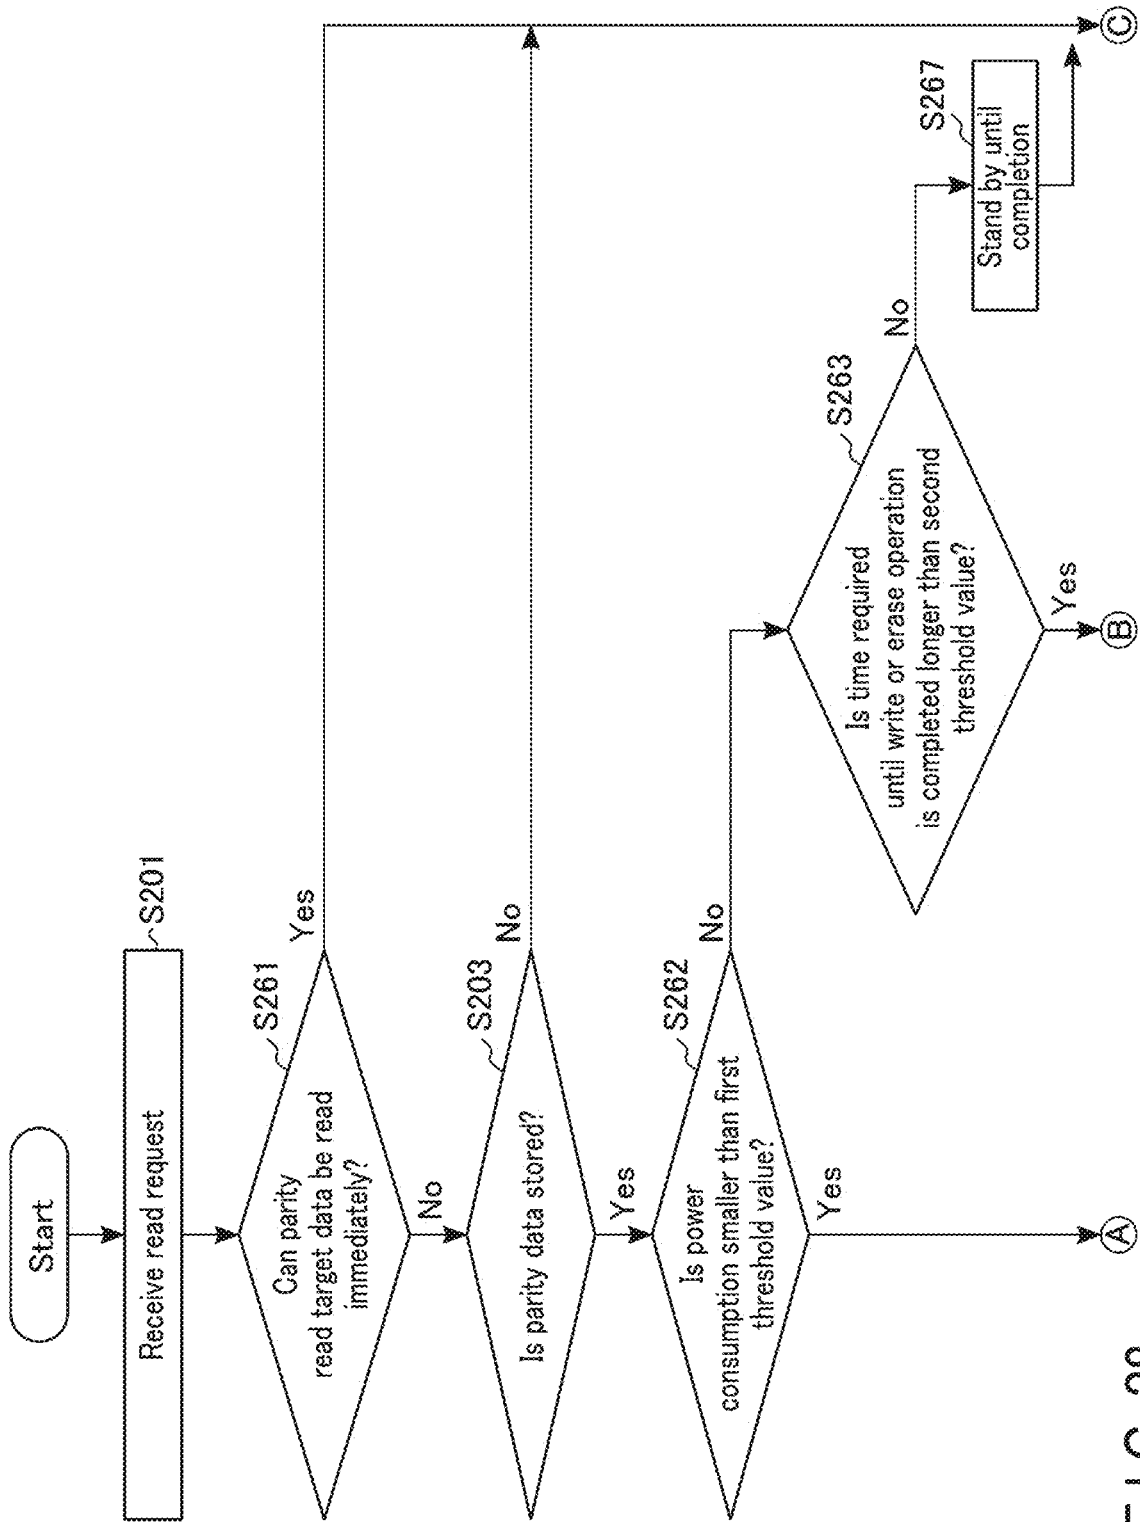 Start
Receive read request
S201
Can parity
read target data be read
immediately?
S261
Yes
No
Is parity data stored?
S203
No
Yes
Is power
consumption smaller than first
threshold value?
S262
No
Yes
Is time required
until write or erase operation
is completed longer than second
threshold value?
S263
No
Yes
Stand by until
completion
S267
A
B
C